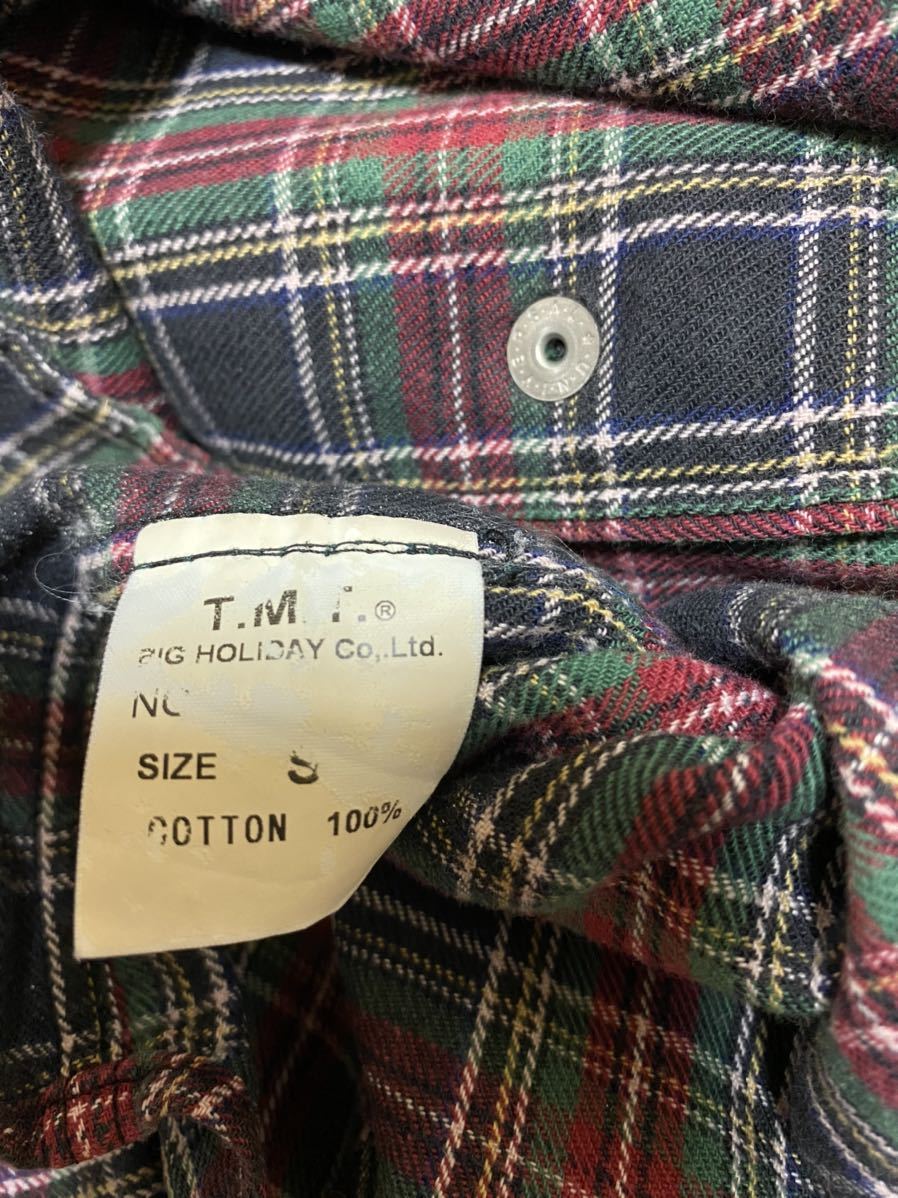 T.M.T.®
BIG HOLIDAY Co,.Ltd.
NO
SIZE S
COTTON 100%